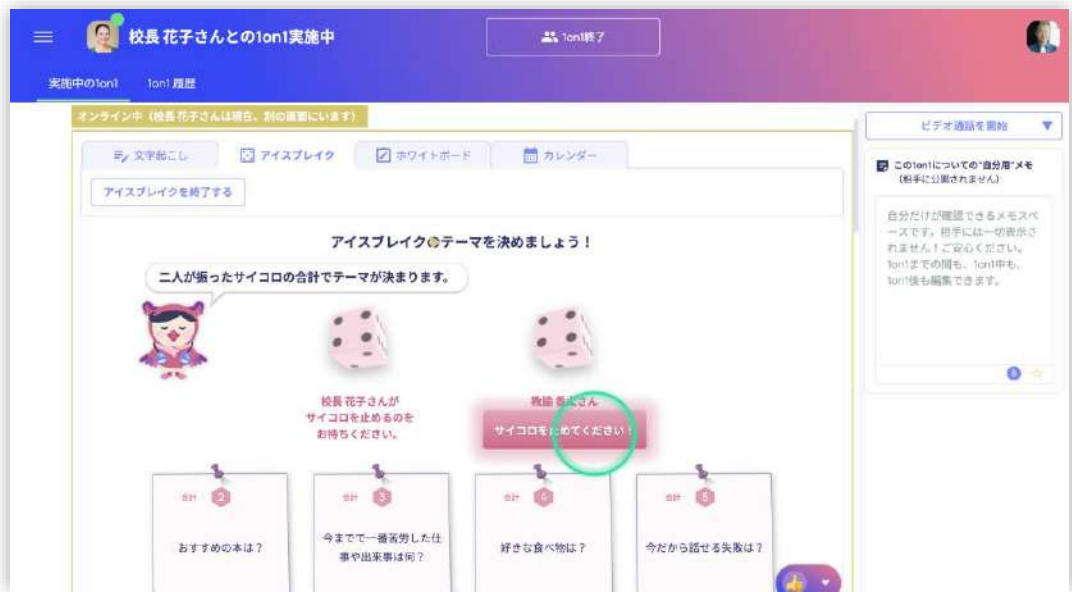 校長 花子さんとの1on1実施中
1on1終了
実施中の1on1
1on1 履歴
オンライン中（校長 花子さんは現在、別の画面にいます）
文字起こし
アイスブレイク
ホワイトボード
カレンダー
アイスブレイクを終了する
アイスブレイクのテーマを決めましょう！
二人が振ったサイコロの合計でテーマが決まります。
校長 花子さんが
サイコロを止めるのを
お待ちください。
教諭
さん
サイコロを止めてください！
合計 2
おすすめの本は？
合計 3
今までで一番苦労した仕
事や出来事は何？
合計 4
好きな食べ物は？
合計 5
今だから話せる失敗は？
ビデオ通話を開始
この1on1についての"自分用"メモ
（相手に公開されません）
自分だけが確認できるメモスペ
ースです。相手には一切表示さ
れません！ご安心ください。
1on1までの間も、1on1中も、
1on1後も編集できます。